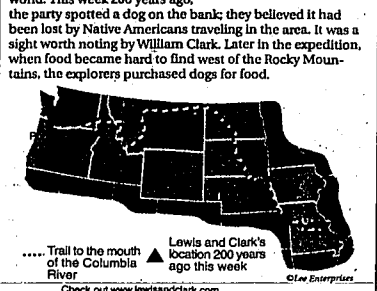 world. This week 200 years ago,
the party spotted a dog on the bank; they believed it had
been lost by Native Americans traveling in the area. It was a
sight worth noting by William Clark. Later in the expedition,
when food became hard to find west of the Rocky Moun-
tains, the explorers purchased dogs for food.
..... Trail to the mouth
of the Columbia
River
▲ Lewis and Clark's
location 200 years
ago this week
©Lee Enterprises
Check out www.lewisandclark.com